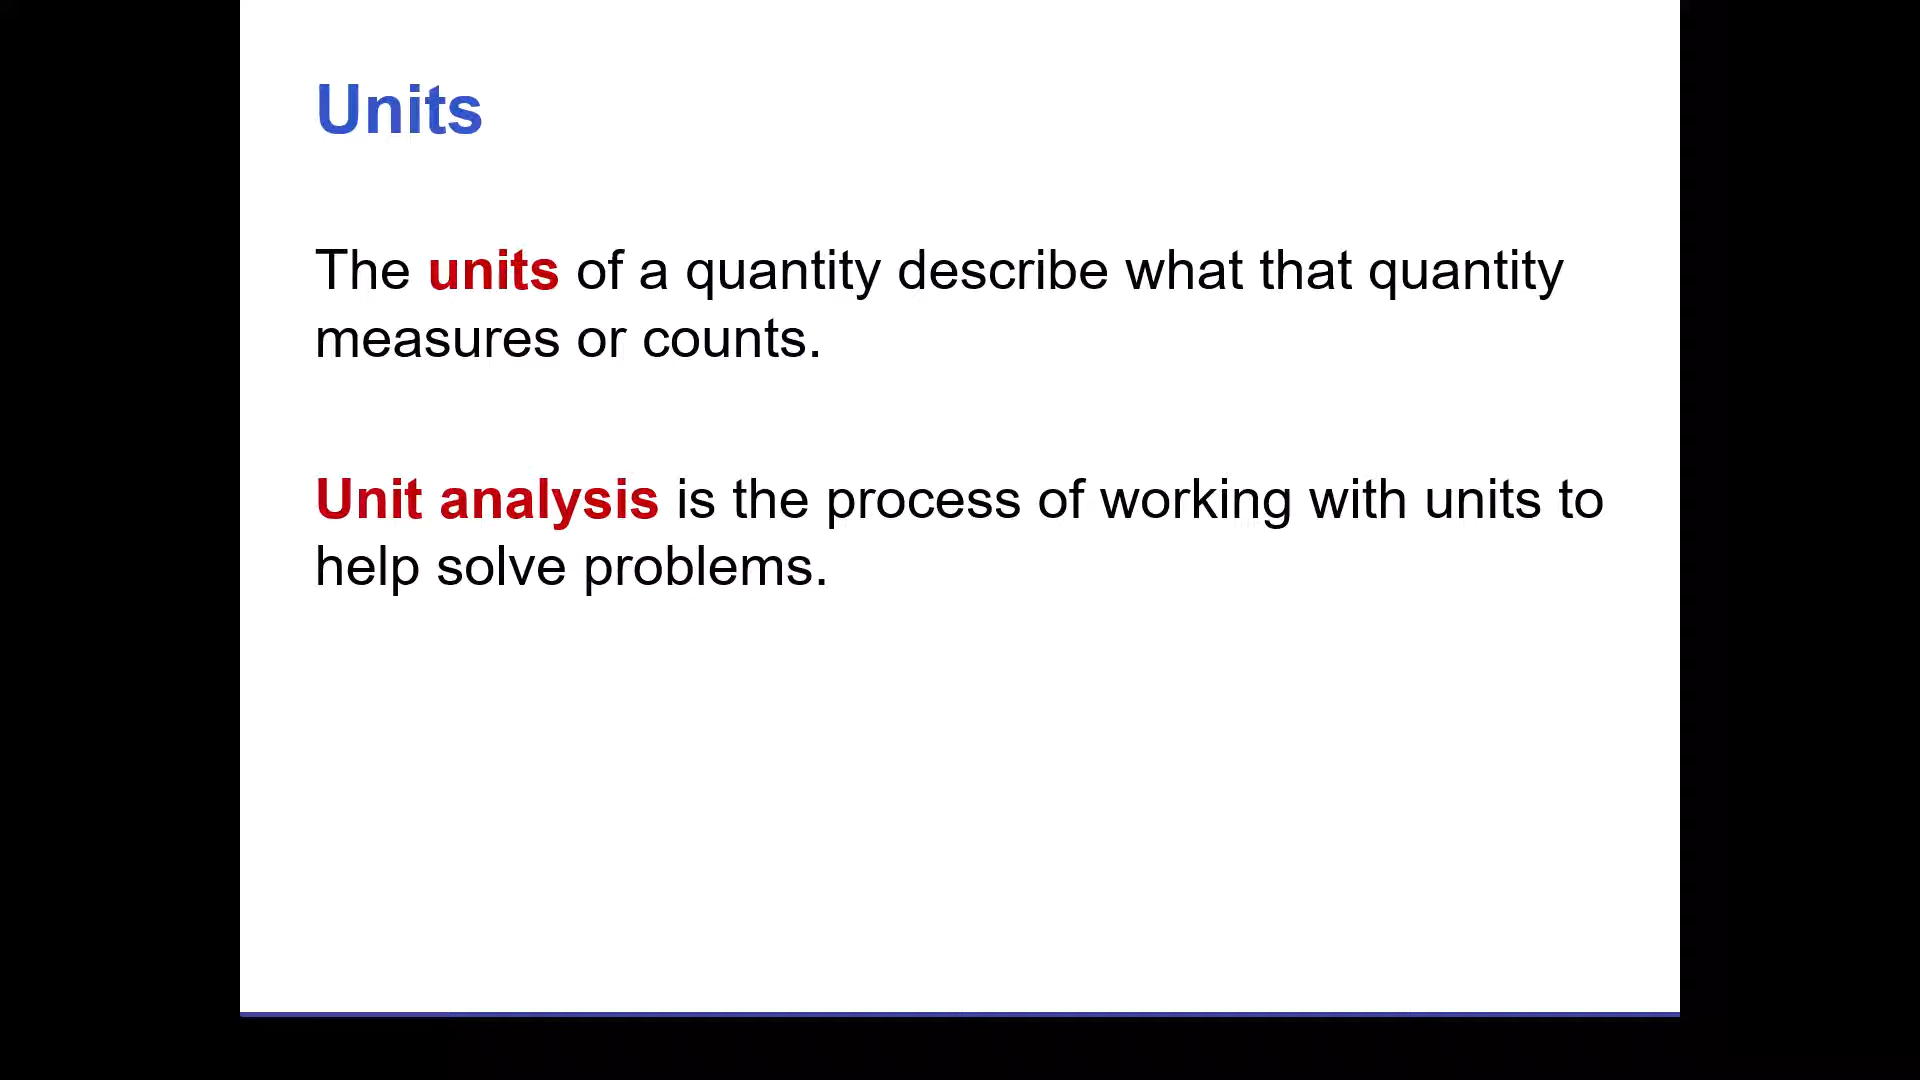 Units
The units of a quantity describe what that quantity
measures or counts.
Unit analysis is the process of working with units to
help solve problems.